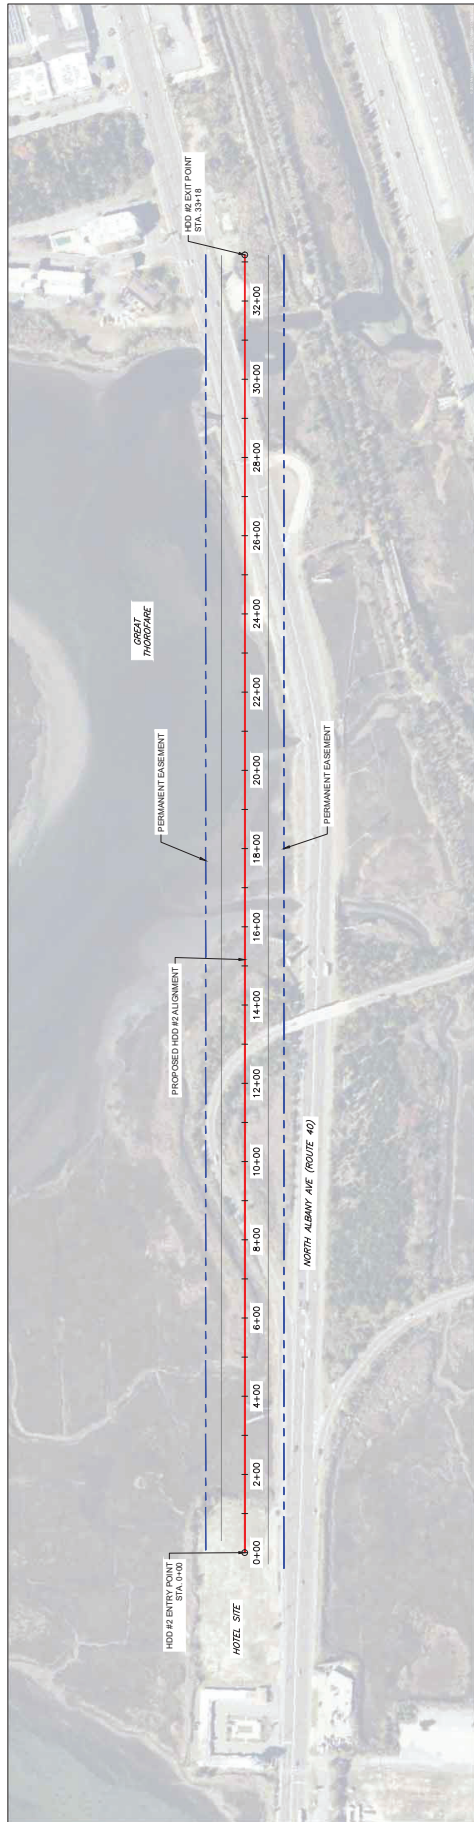 HDD #2 ENTRY POINT
STA. 0+00
HOTEL SITE
0+00
2+00
4+00
6+00
8+00
10+00
12+00
14+00
16+00
18+00
20+00
22+00
24+00
26+00
28+00
30+00
32+00
NORTH ALBANY AVE (ROUTE 40)
PROPOSED HDD #2 ALIGNMENT
PERMANENT EASEMENT
PERMANENT EASEMENT
GREAT
THOROFARE
HDD #2 EXIT POINT
STA. 33+18